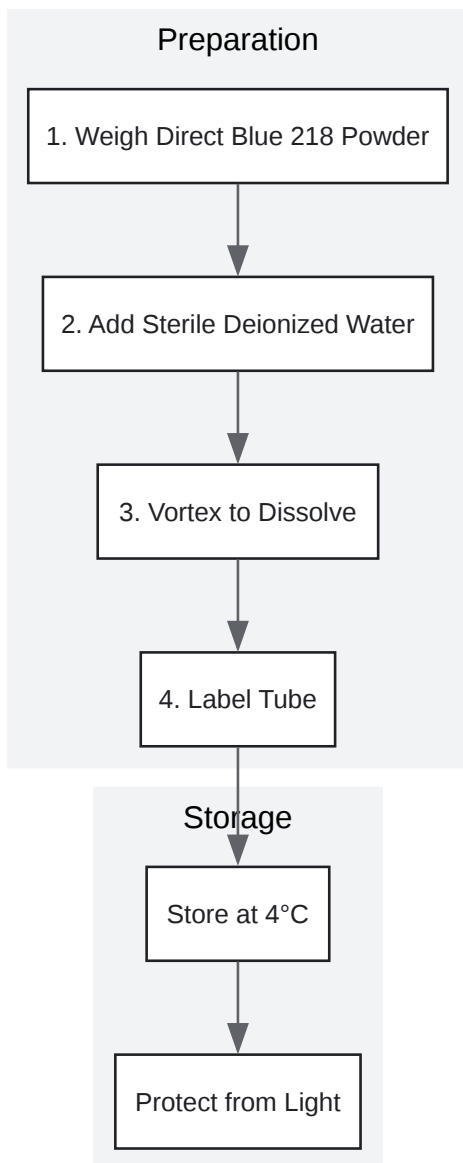 Preparation
1. Weigh Direct Blue 218 Powder
2. Add Sterile Deionized Water
3. Vortex to Dissolve
4. Label Tube
Storage
Store at 4°C
Protect from Light